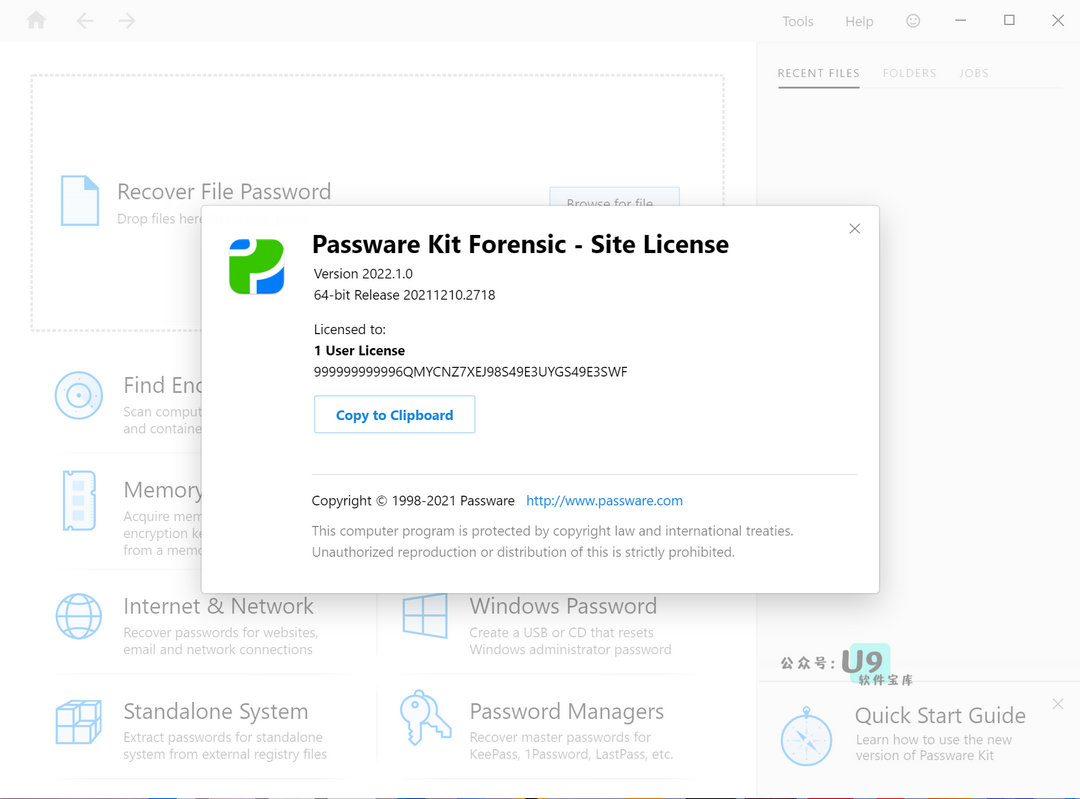 Tools Help
RECENT FILES FOLDERS JOBS
Recover File Password
Drop files here
Browse for file
Passware Kit Forensic - Site License
Version 2022.1.0
64-bit Release 20211210.2718
Licensed to:
1 User License
999999999996QMYCNZ7XEJ98S49E3UYGS49E3SWF
Copy to Clipboard
Copyright © 1998-2021 Passware http://www.passware.com
This computer program is protected by copyright law and international treaties.
Unauthorized reproduction or distribution of this is strictly prohibited.
Find Enc
Scan comput
and containe
Memory
Acquire mem
encryption ke
from a memo
Internet & Network
Recover passwords for websites,
email and network connections
Windows Password
Create a USB or CD that resets
Windows administrator password
Standalone System
Extract passwords for standalone
system from external registry files
Password Managers
Recover master passwords for
KeePass, 1Password, LastPass, etc.
公众号: U9
软件宝库
Quick Start Guide
Learn how to use the new
version of Passware Kit